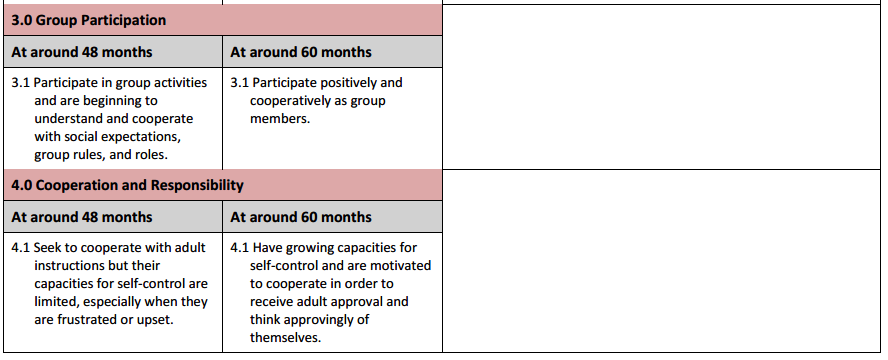 3.0 Group Participation
At around 48 months
At around 60 months
3.1 Participate in group activities
and are beginning to
understand and cooperate
with social expectations,
group rules, and roles.
3.1 Participate positively and
cooperatively as group
members.
4.0 Cooperation and Responsibility
At around 48 months
At around 60 months
4.1 Seek to cooperate with adult
instructions but their
capacities for self-control are
limited, especially when they
are frustrated or upset.
4.1 Have growing capacities for
self-control and are motivated
to cooperate in order to
receive adult approval and
think approvingly of
themselves.